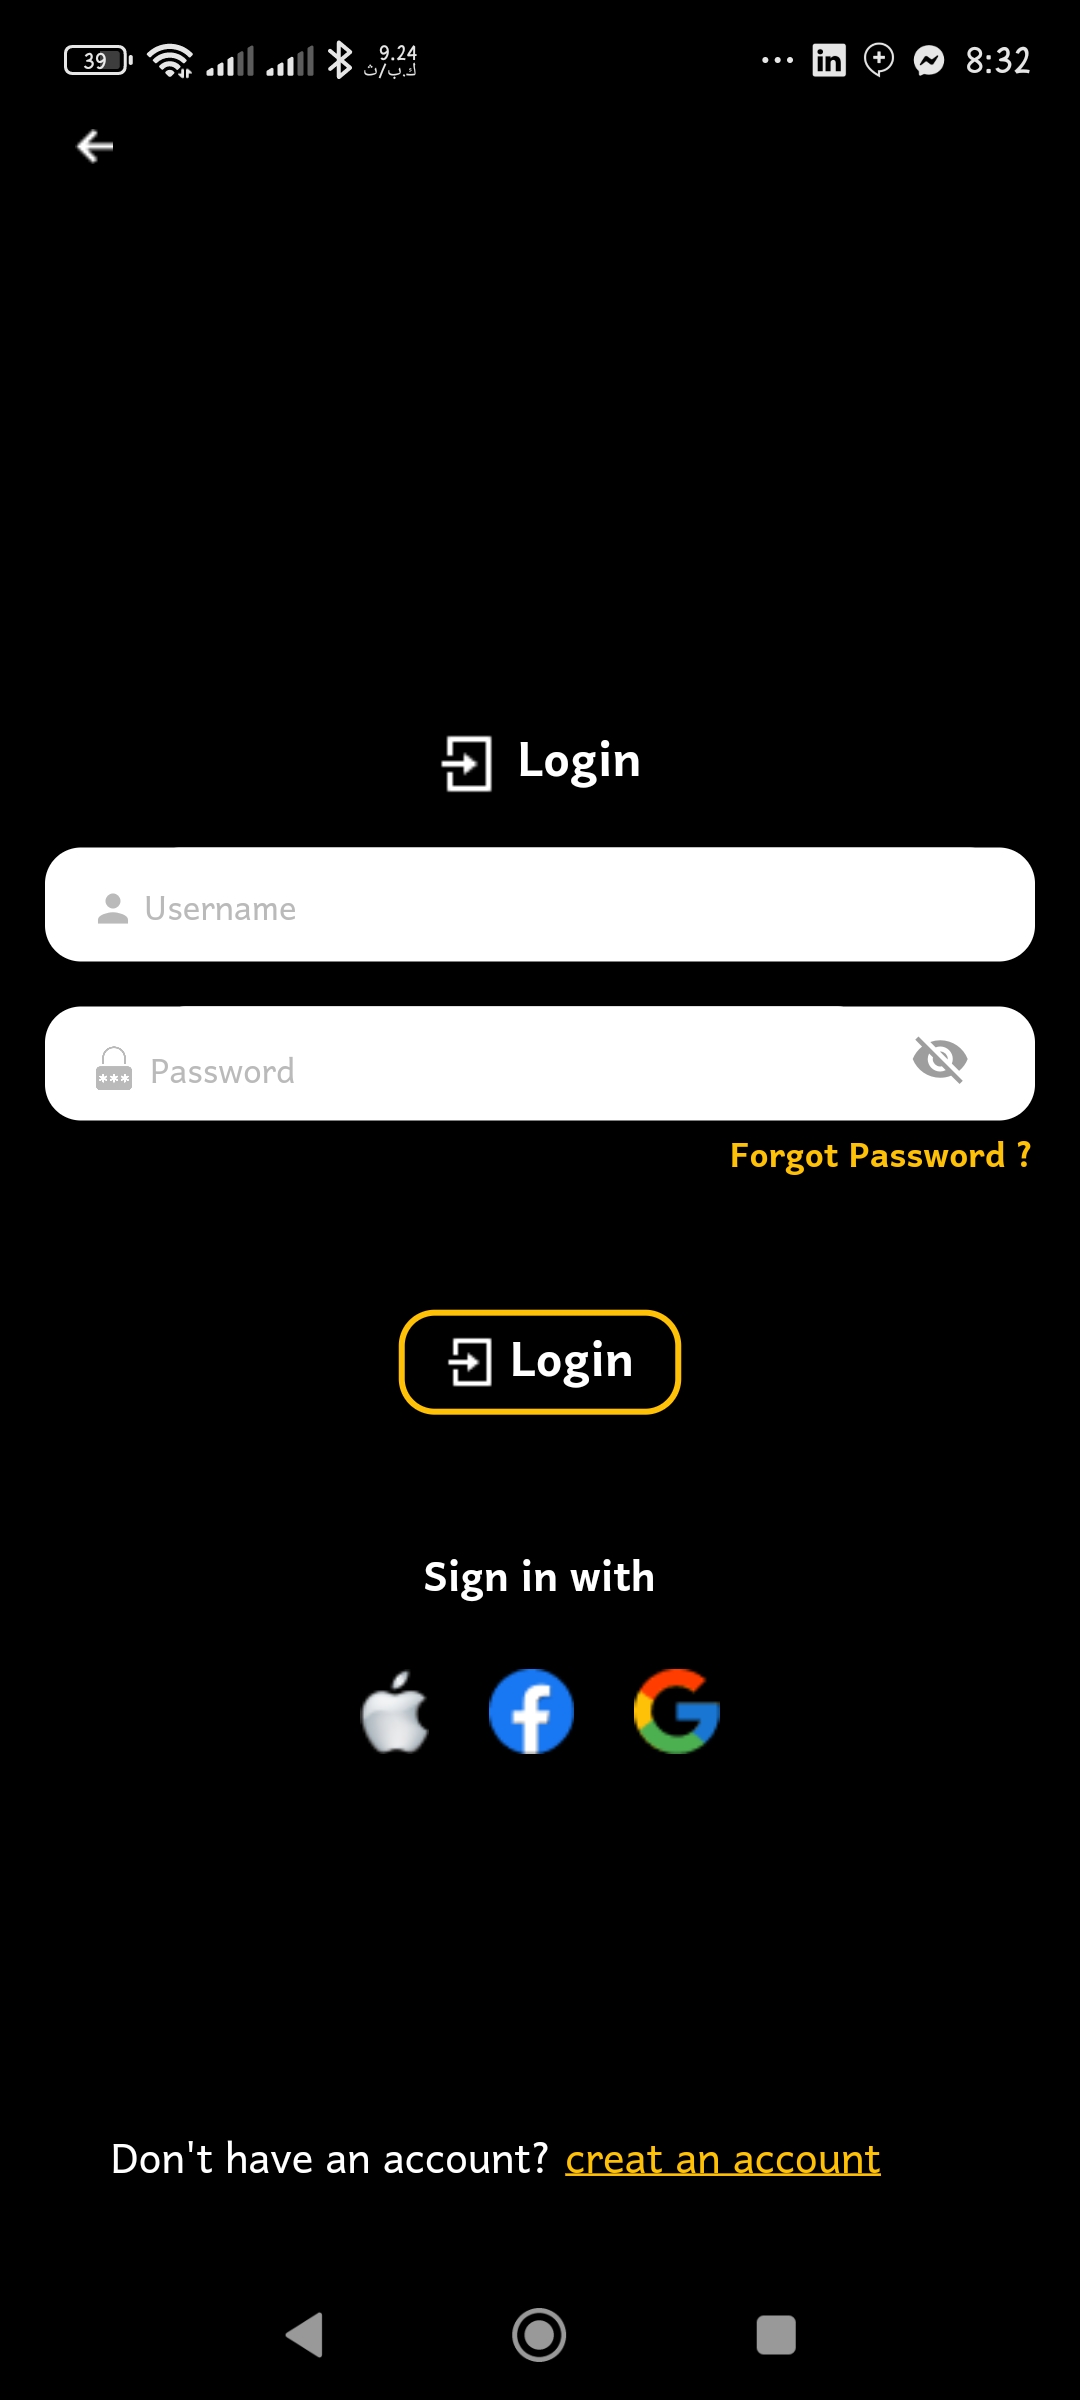 39
9.24
ك.ب/ث
8:32
Login
Username
Password
Forgot Password ?
Login
Sign in with
Don't have an account? creat an account